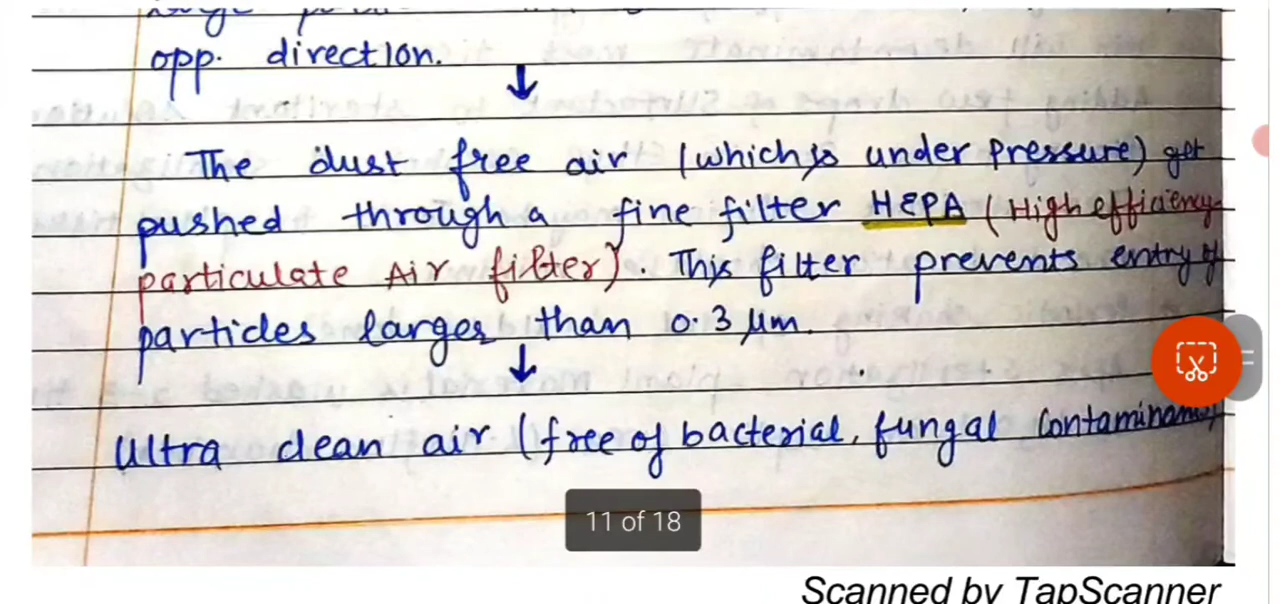 opp. direction.
↓
The dust free air (which is under pressure) get
pushed through a fine filter HEPA (High efficiency
particulate Air filter). This filter prevents entry of
particles larger than 0.3 μm.
↓
Ultra clean air (free of bacterial, fungal contaminants
11 of 18
Scanned by TapScanner